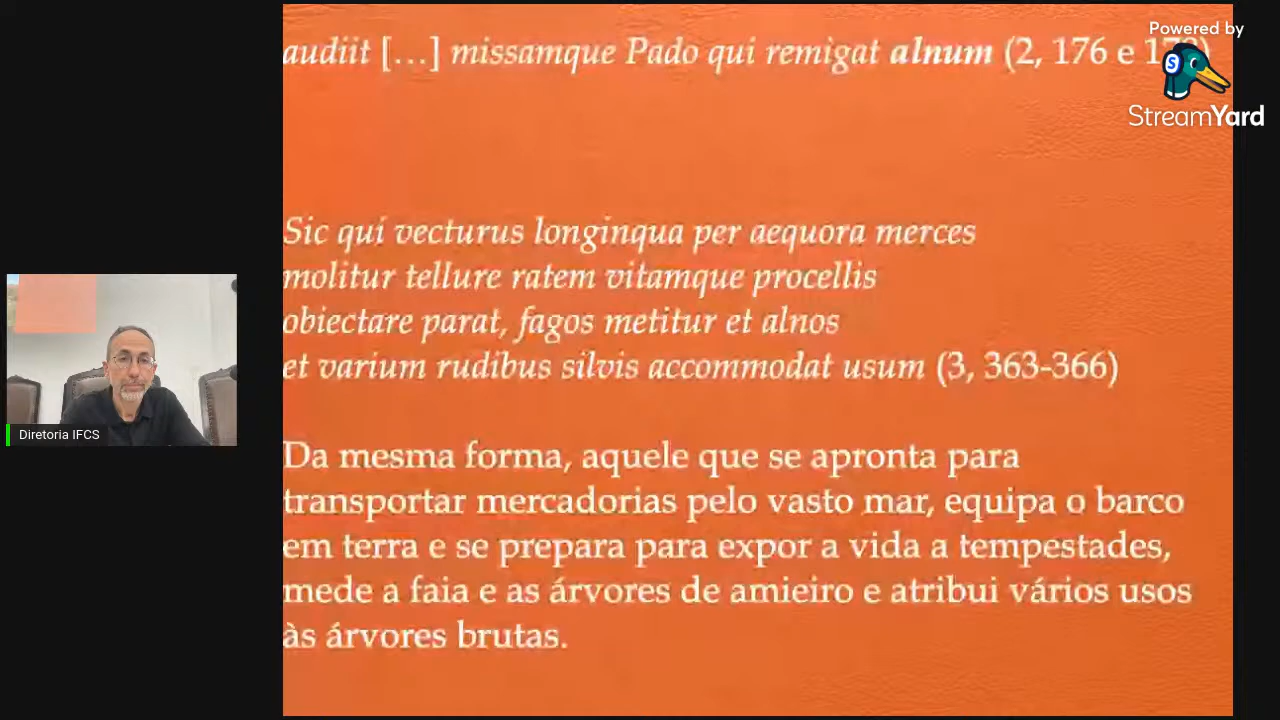 audiit […] missamque Pado qui remigat alnum (2, 176 e
Powered by
StreamYard
Sic qui vecturus longinqua per aequora merces
molitur tellure ratem vitamque procellis
obiectare parat, fagos metitur et alnos
et varium rudibus silvis accommodat usum (3, 363-366)
Da mesma forma, aquele que se apronta para
transportar mercadorias pelo vasto mar, equipa o barco
em terra e se prepara para expor a vida a tempestades,
mede a faia e as árvores de amieiro e atribui vários usos
às árvores brutas.
Diretoria IFCS